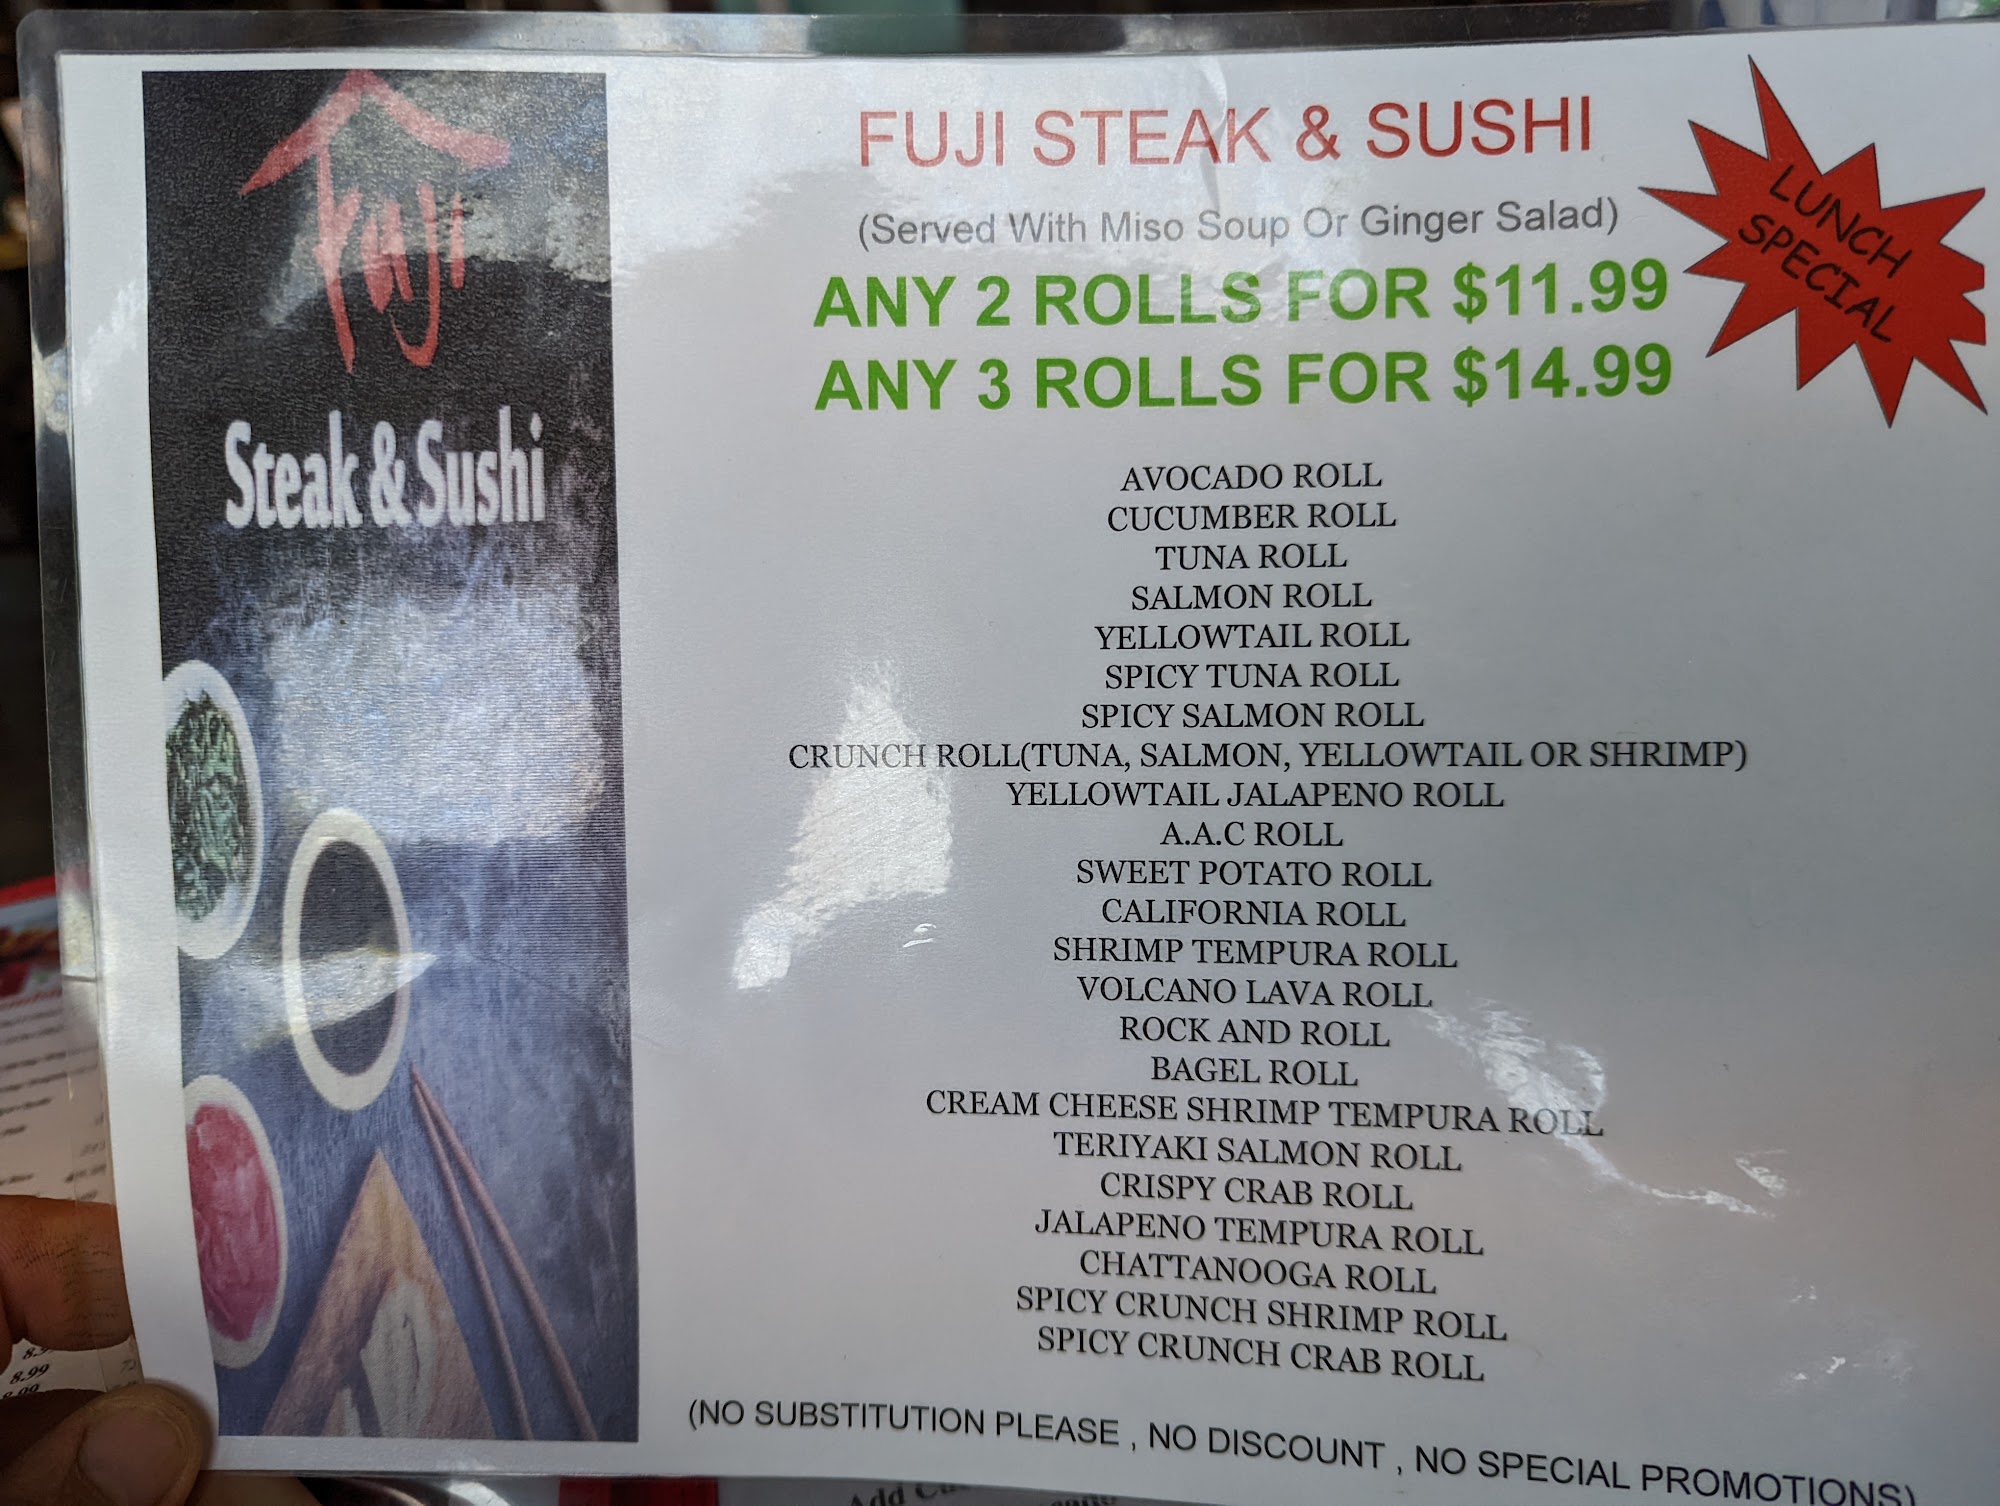 Fuji
Steak & Sushi
FUJI STEAK & SUSHI
(Served With Miso Soup Or Ginger Salad)
ANY 2 ROLLS FOR $11.99
ANY 3 ROLLS FOR $14.99
LUNCH
SPECIAL
AVOCADO ROLL
CUCUMBER ROLL
TUNA ROLL
SALMON ROLL
YELLOWTAIL ROLL
SPICY TUNA ROLL
SPICY SALMON ROLL
CRUNCH ROLL(TUNA, SALMON, YELLOWTAIL OR SHRIMP)
YELLOWTAIL JALAPENO ROLL
A.A.C ROLL
SWEET POTATO ROLL
CALIFORNIA ROLL
SHRIMP TEMPURA ROLL
VOLCANO LAVA ROLL
ROCK AND ROLL
BAGEL ROLL
CREAM CHEESE SHRIMP TEMPURA ROLL
TERIYAKI SALMON ROLL
CRISPY CRAB ROLL
JALAPENO TEMPURA ROLL
CHATTANOOGA ROLL
SPICY CRUNCH SHRIMP ROLL
SPICY CRUNCH CRAB ROLL
(NO SUBSTITUTION PLEASE , NO DISCOUNT , NO SPECIAL PROMOTIONS)
8.99
Add